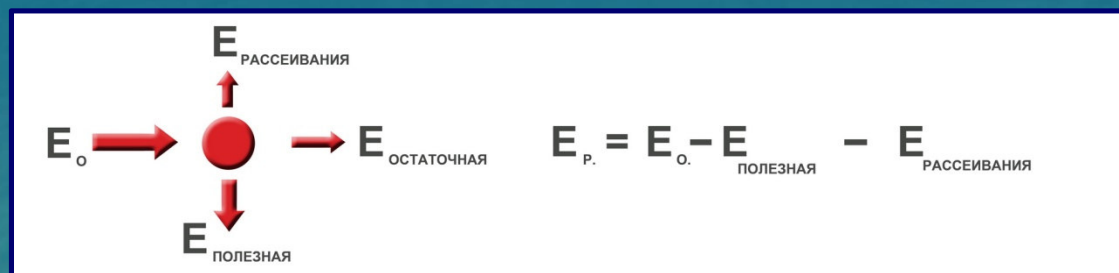 E РАССЕИВАНИЯ
E О
E ОСТАТОЧНАЯ
E ПОЛЕЗНАЯ
E Р. = E О. – E ПОЛЕЗНАЯ – E РАССЕИВАНИЯ